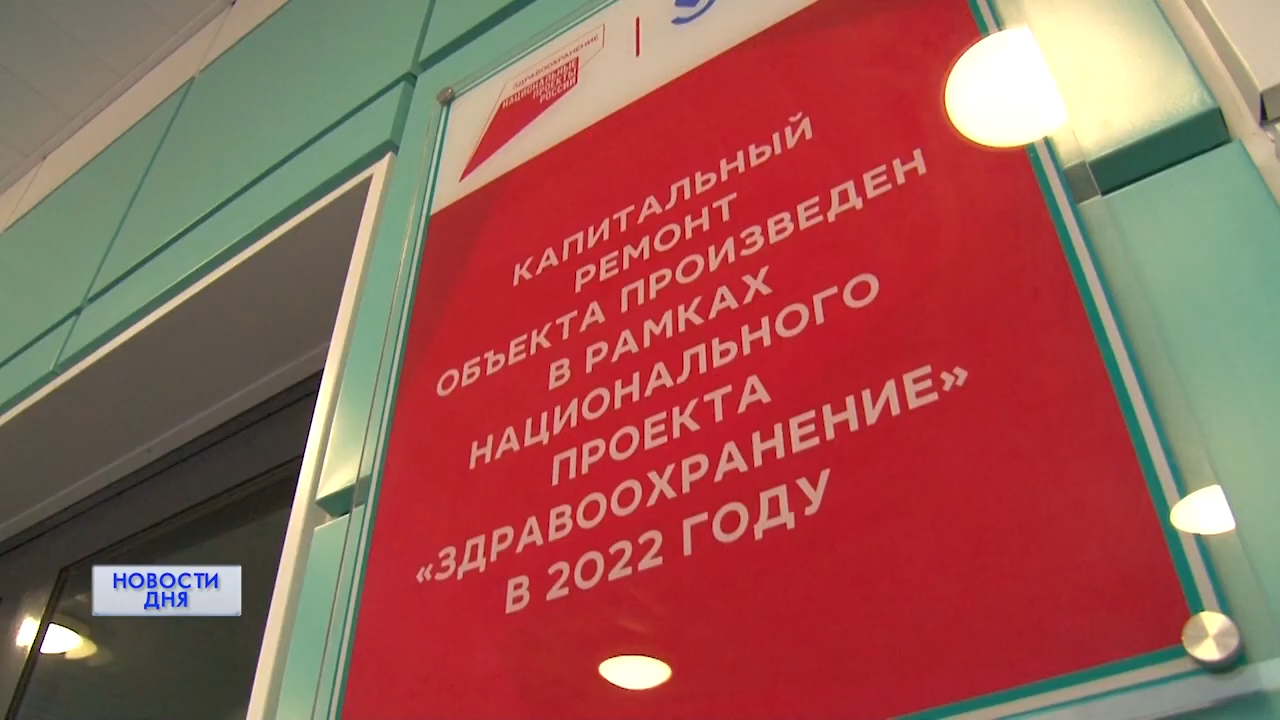 ЗДРАВООХРАНЕНИЕ
НАЦИОНАЛЬНЫЕ
ПРОЕКТЫ
РОССИИ
КАПИТАЛЬНЫЙ
РЕМОНТ
ОБЪЕКТА ПРОИЗВЕДЕН
В РАМКАХ
НАЦИОНАЛЬНОГО
ПРОЕКТА
«ЗДРАВООХРАНЕНИЕ»
В 2022 ГОДУ
НОВОСТИ
ДНЯ